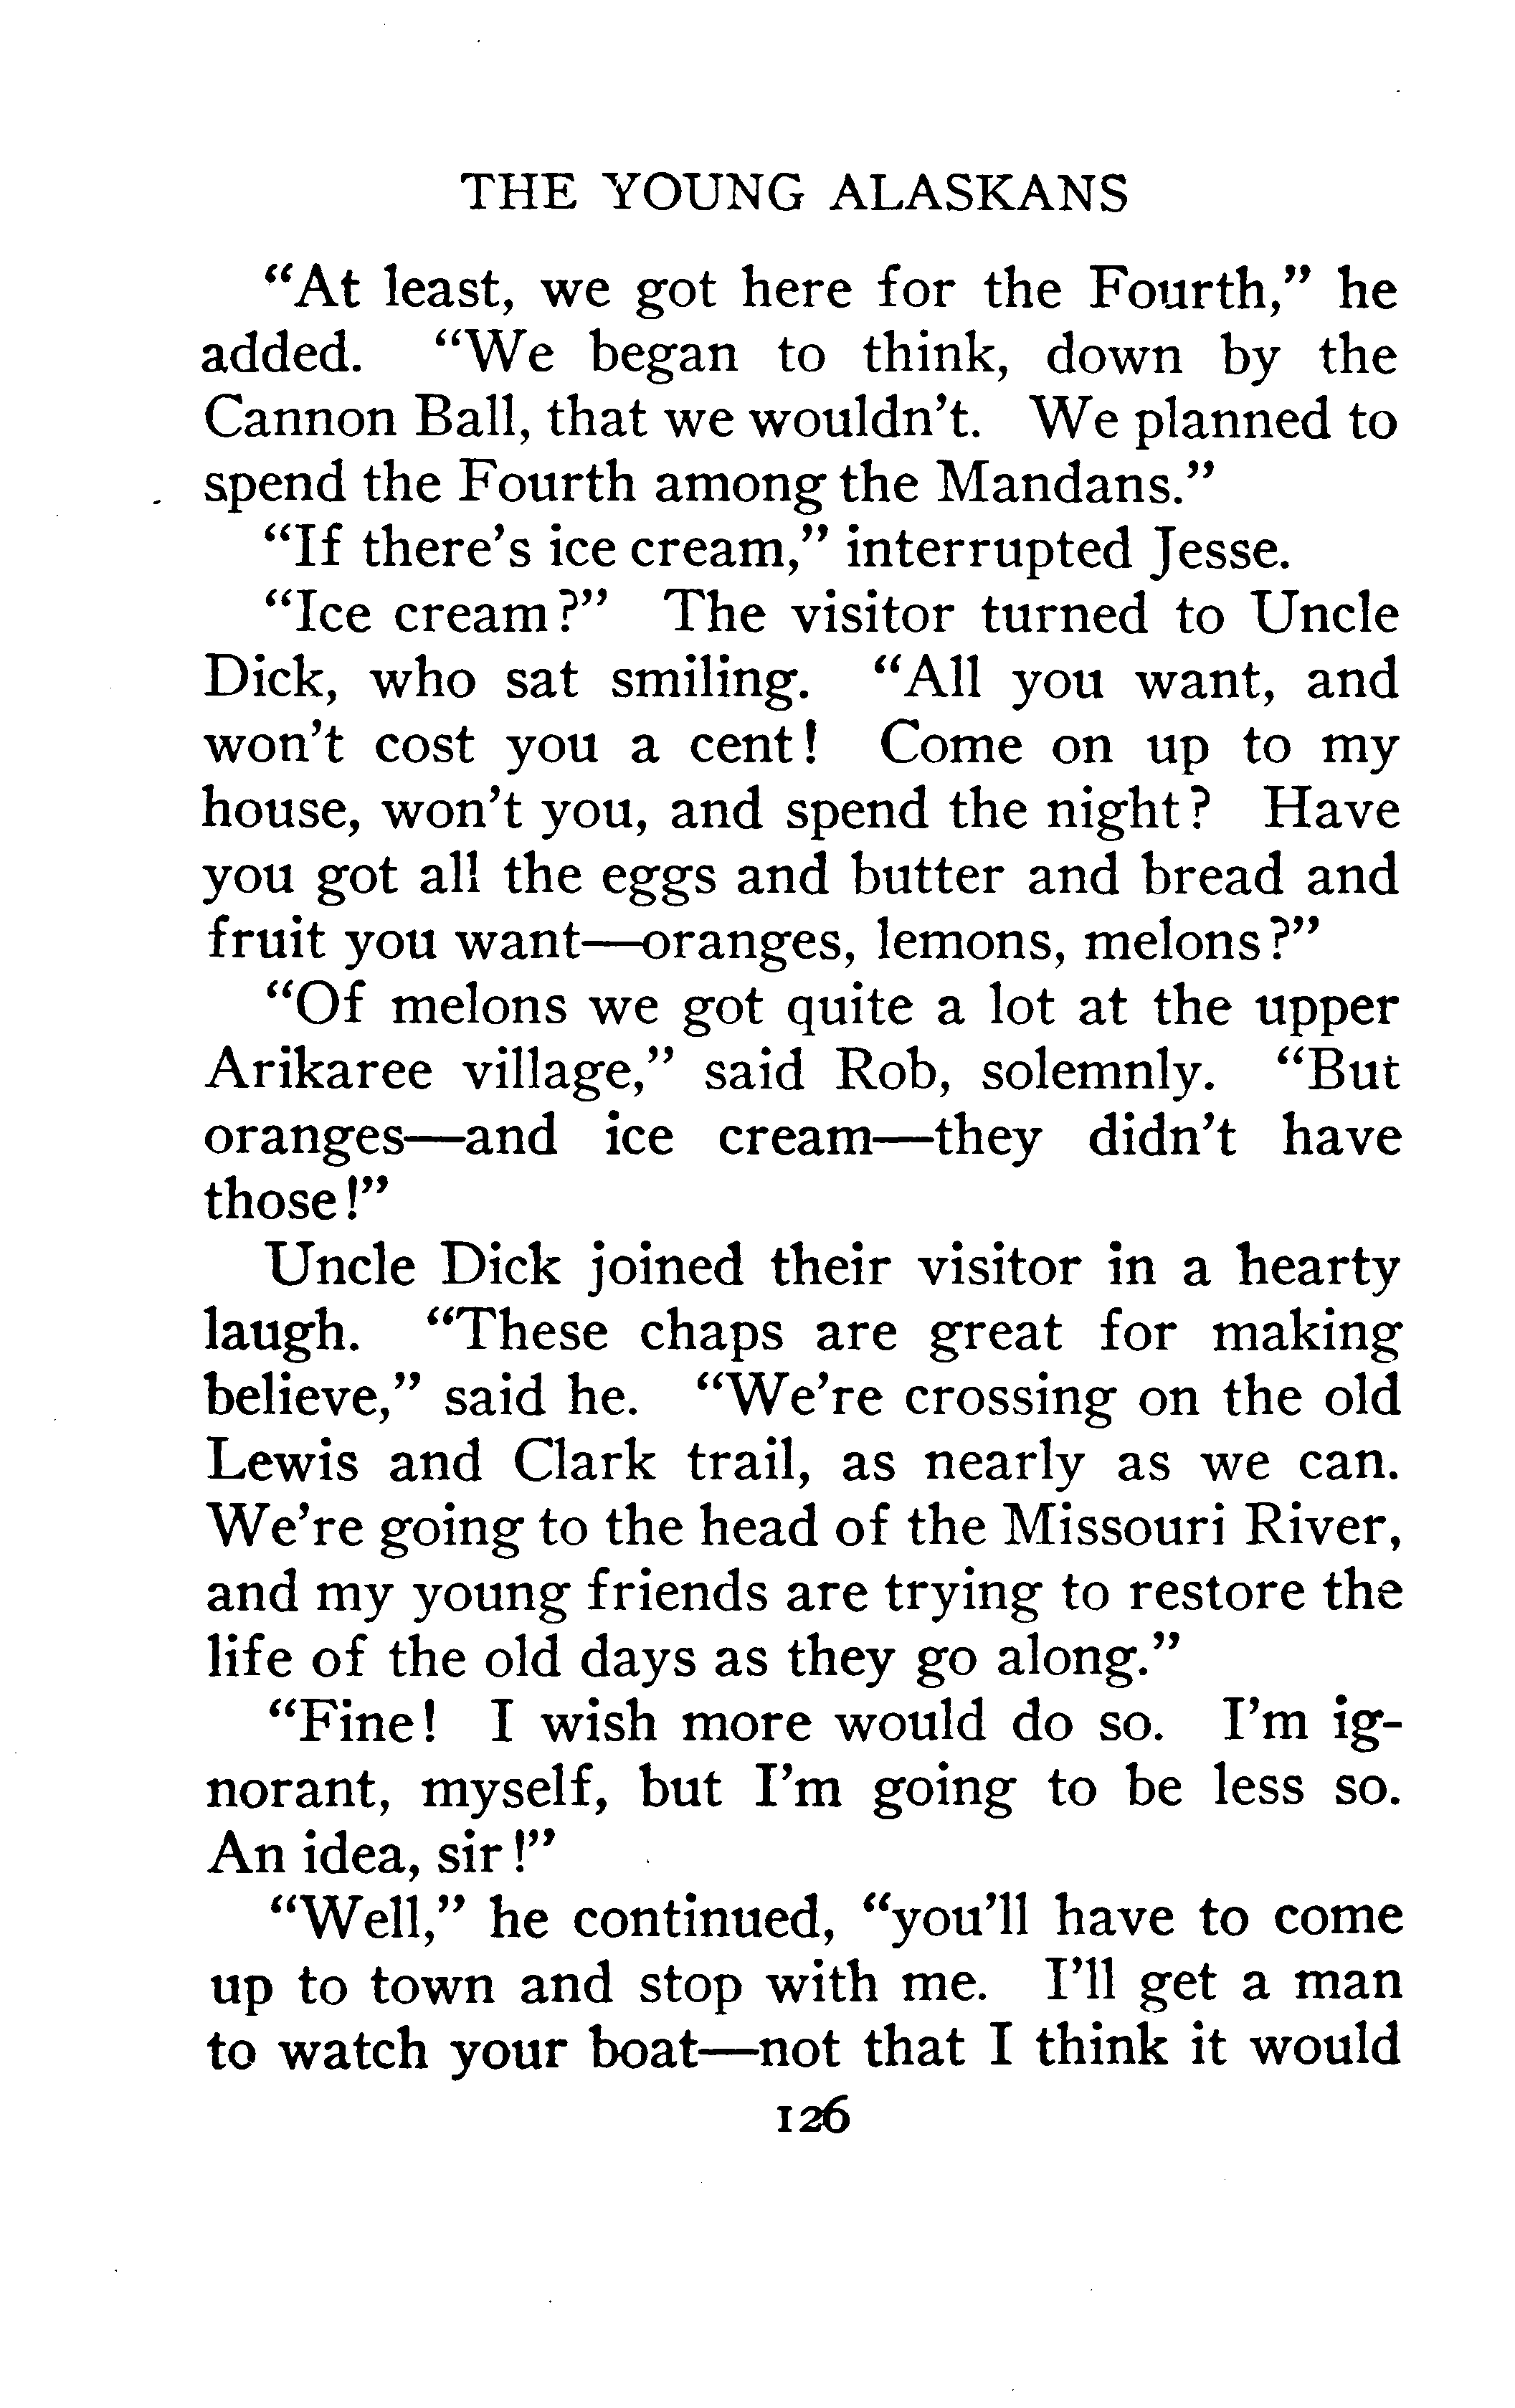 THE YOUNG ALASKANS
“At least, we got here for the Fourth,” he
added. “We began to think, down by the
Cannon Ball, that we wouldn’t. We planned to
spend the Fourth among the Mandans.”
“If there’s ice cream,” interrupted Jesse.
“Ice cream?” The visitor turned to Uncle
Dick, who sat smiling. “All you want, and
won’t cost you a cent! Come on up to my
house, won’t you, and spend the night? Have
you got all the eggs and butter and bread and
fruit you want—oranges, lemons, melons?”
“Of melons we got quite a lot at the upper
Arikaree village,” said Rob, solemnly. “But
oranges—and ice cream—they didn’t have
those!”
Uncle Dick joined their visitor in a hearty
laugh. “These chaps are great for making
believe,” said he. “We’re crossing on the old
Lewis and Clark trail, as nearly as we can.
We’re going to the head of the Missouri River,
and my young friends are trying to restore the
life of the old days as they go along.”
“Fine! I wish more would do so. I’m ig-
norant, myself, but I’m going to be less so.
An idea, sir!”
“Well,” he continued, “you’ll have to come
up to town and stop with me. I’ll get a man
to watch your boat—not that I think it would
126